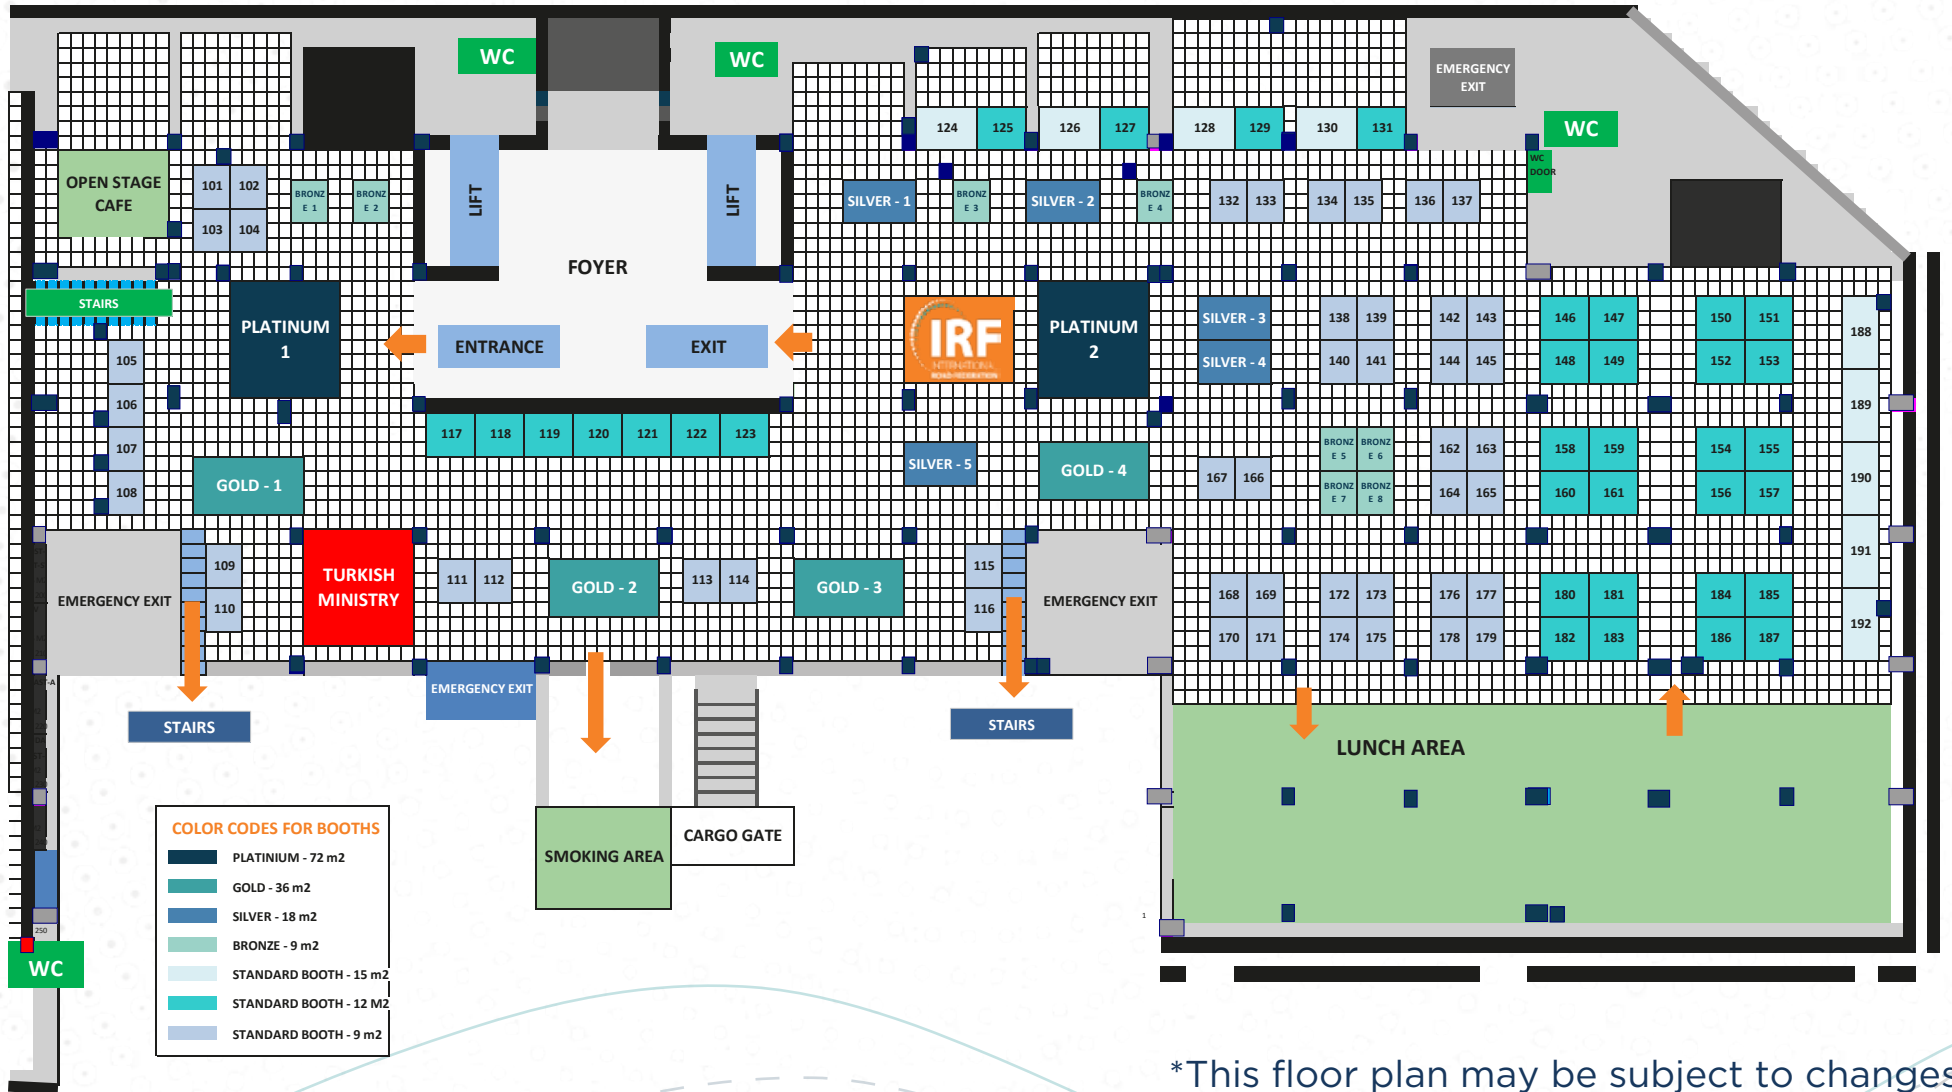 WC
WC
EMERGENCY
EXIT
WC
124
125
126
127
128
129
130
131
WC
DOOR
OPEN STAGE
CAFE
101
102
103
104
BRONZ
E 1
BRONZ
E 2
LIFT
LIFT
SILVER - 1
BRONZ
E 3
SILVER - 2
BRONZ
E 4
132
133
134
135
136
137
FOYER
STAIRS
PLATINUM
1
ENTRANCE
EXIT
IRF
INTERNATIONAL
ROAD FEDERATION
PLATINUM
2
SILVER - 3
SILVER - 4
138
139
140
141
142
143
144
145
146
147
148
149
150
151
152
153
188
189
190
191
192
105
106
107
108
117
118
119
120
121
122
123
GOLD - 1
SILVER - 5
GOLD - 4
167
166
BRONZ
E 5
BRONZ
E 6
BRONZ
E 7
BRONZ
E 8
162
163
164
165
158
159
160
161
154
155
156
157
EMERGENCY EXIT
109
110
TURKISH
MINISTRY
111
112
GOLD - 2
113
114
GOLD - 3
115
116
EMERGENCY EXIT
168
169
170
171
172
173
174
175
176
177
178
179
180
181
182
183
184
185
186
187
EMERGENCY EXIT
STAIRS
STAIRS
LUNCH AREA
SMOKING AREA
CARGO GATE
COLOR CODES FOR BOOTHS
PLATINIUM - 72 m2
GOLD - 36 m2
SILVER - 18 m2
BRONZE - 9 m2
STANDARD BOOTH - 15 m2
STANDARD BOOTH - 12 M2
STANDARD BOOTH - 9 m2
250
WC
1
*This floor plan may be subject to changes